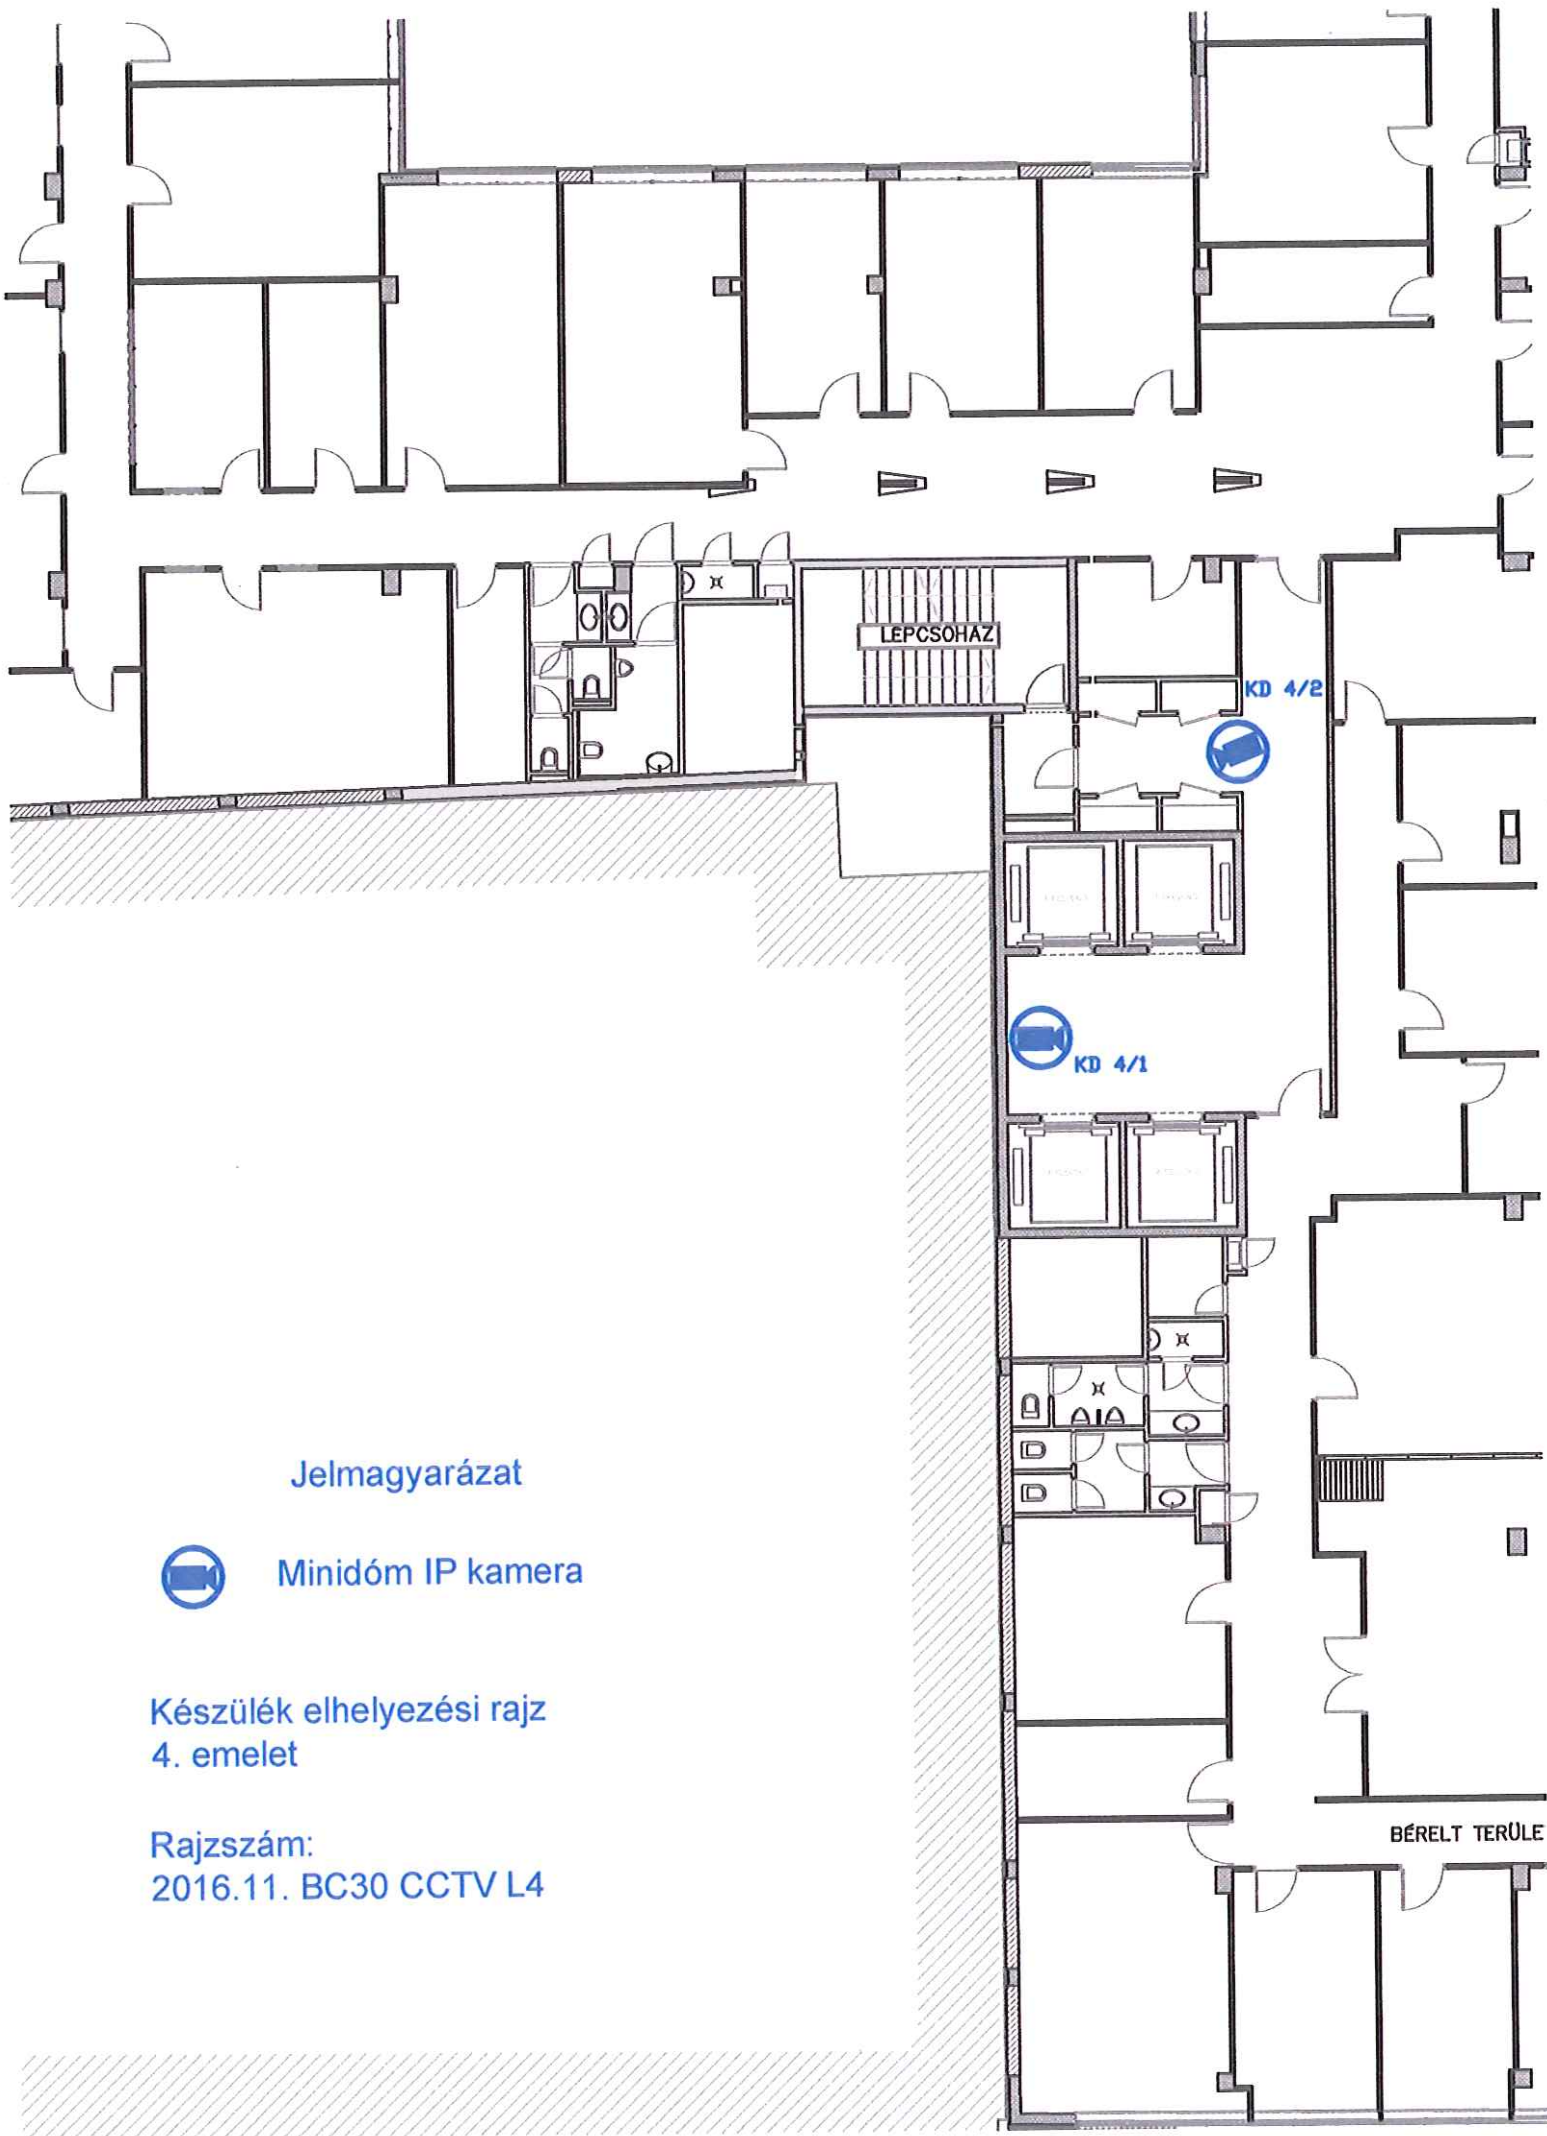 LÉPCSOHÁZ
KD 4/2
KD 4/1
Jelmagyarázat
Minidóm IP kamera
Készülék elhelyezési rajz
4. emelet
Rajzszám:
2016.11. BC30 CCTV L4
BÉRELT TERÜLE